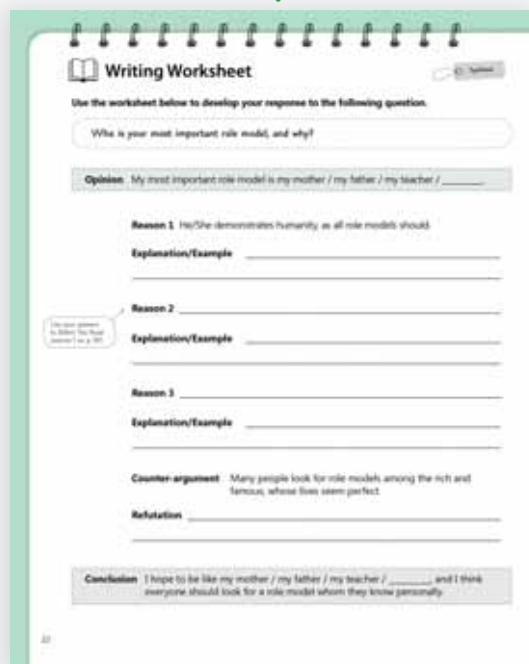 Writing Worksheet
Use the worksheet below to develop your response to the following question.
Who is your most important role model, and why?
Opinion My most important role model is my mother / my father / my teacher / ________.
Reason 1 He/She demonstrates humanity, as all role models should.
Explanation/Example
Reason 2
Explanation/Example
Reason 3
Explanation/Example
Counter-argument Many people look for role models among the rich and
famous, whose lives seem perfect.
Refutation
Conclusion I hope to be like my mother / my father / my teacher / ________, and I think
everyone should look for a role model whom they know personally.